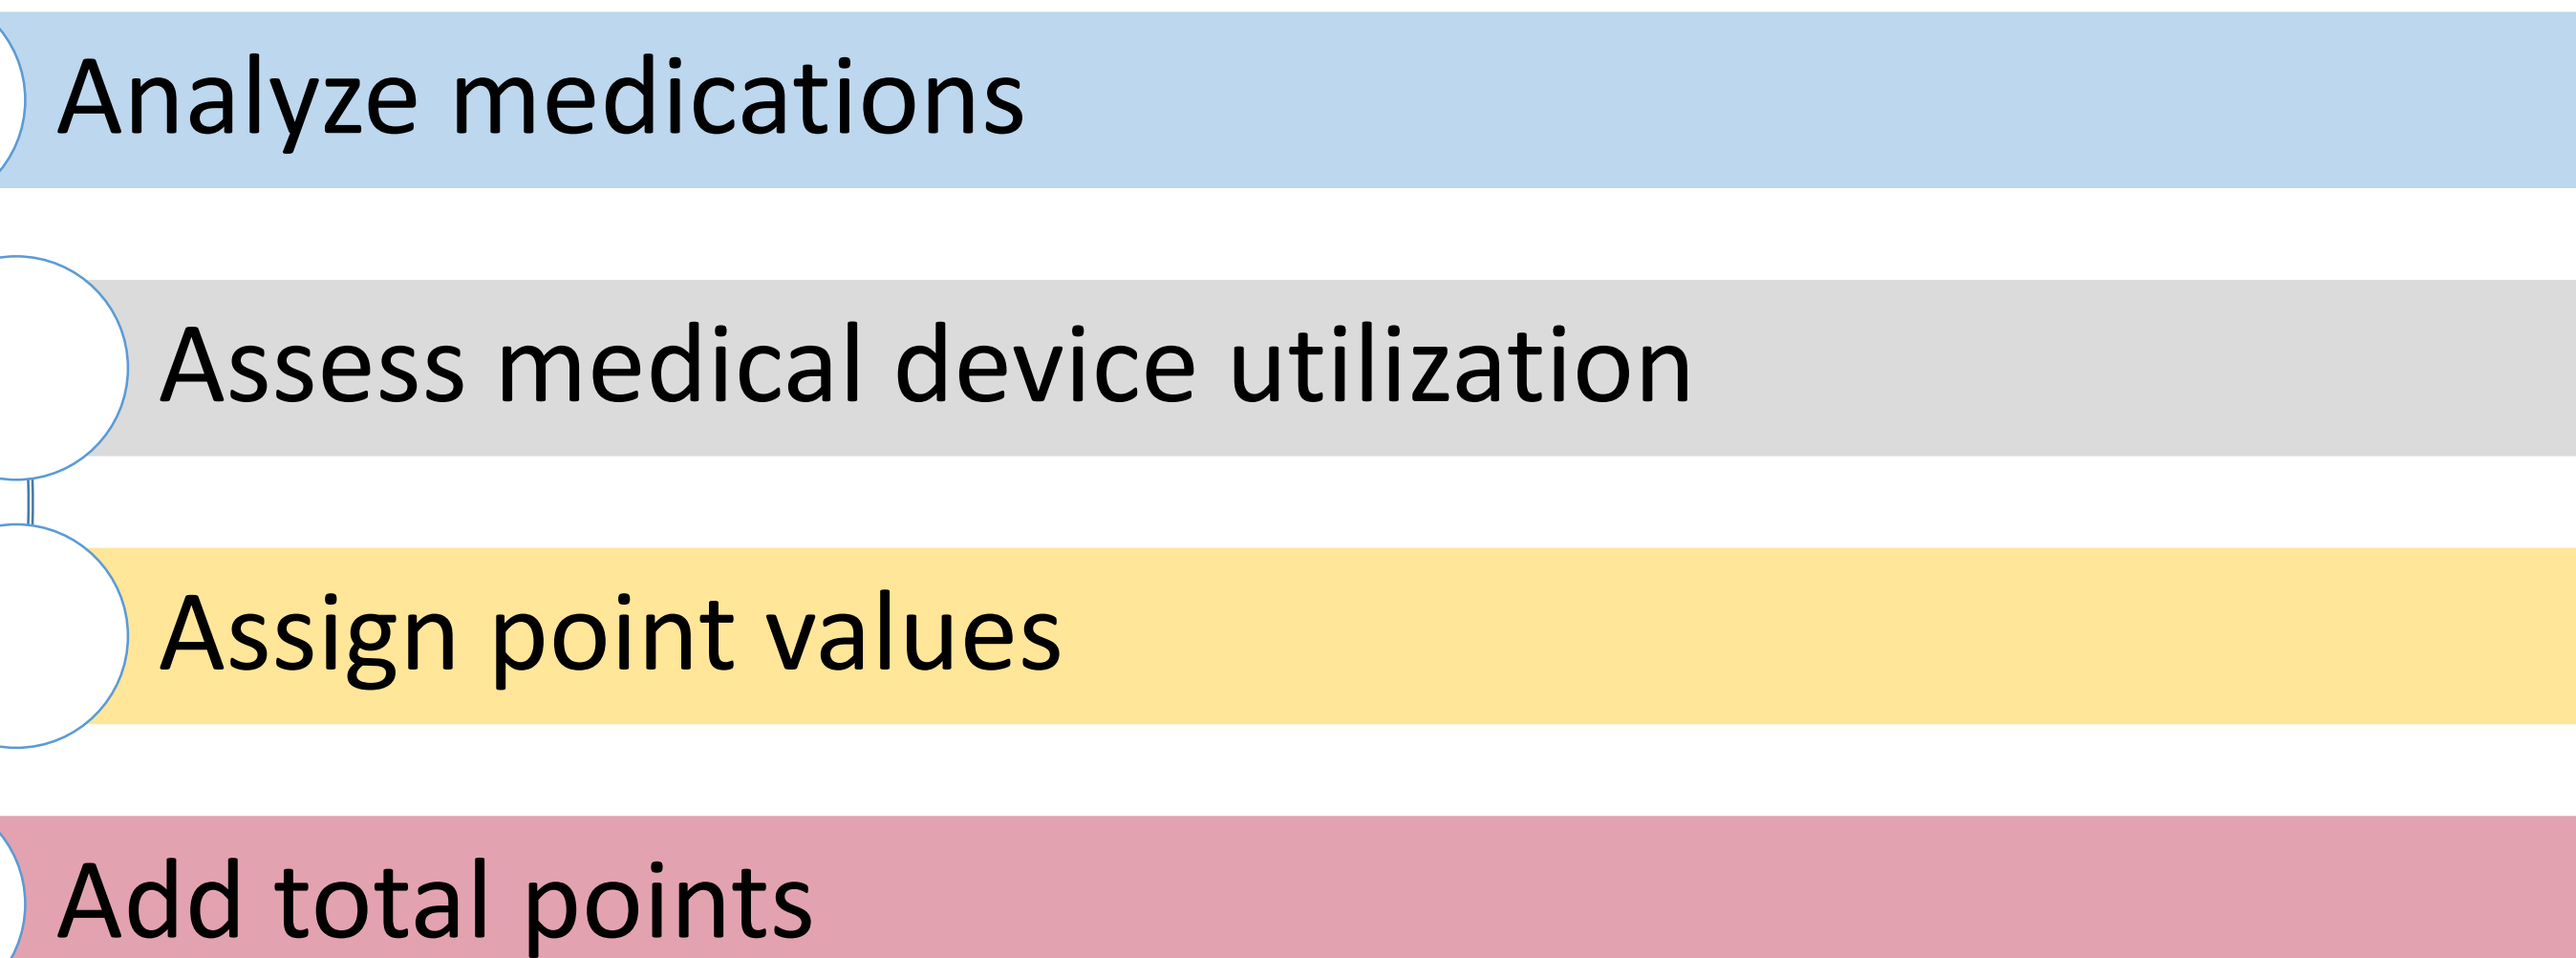 Analyze medications
Assess medical device utilization
Assign point values
Add total points